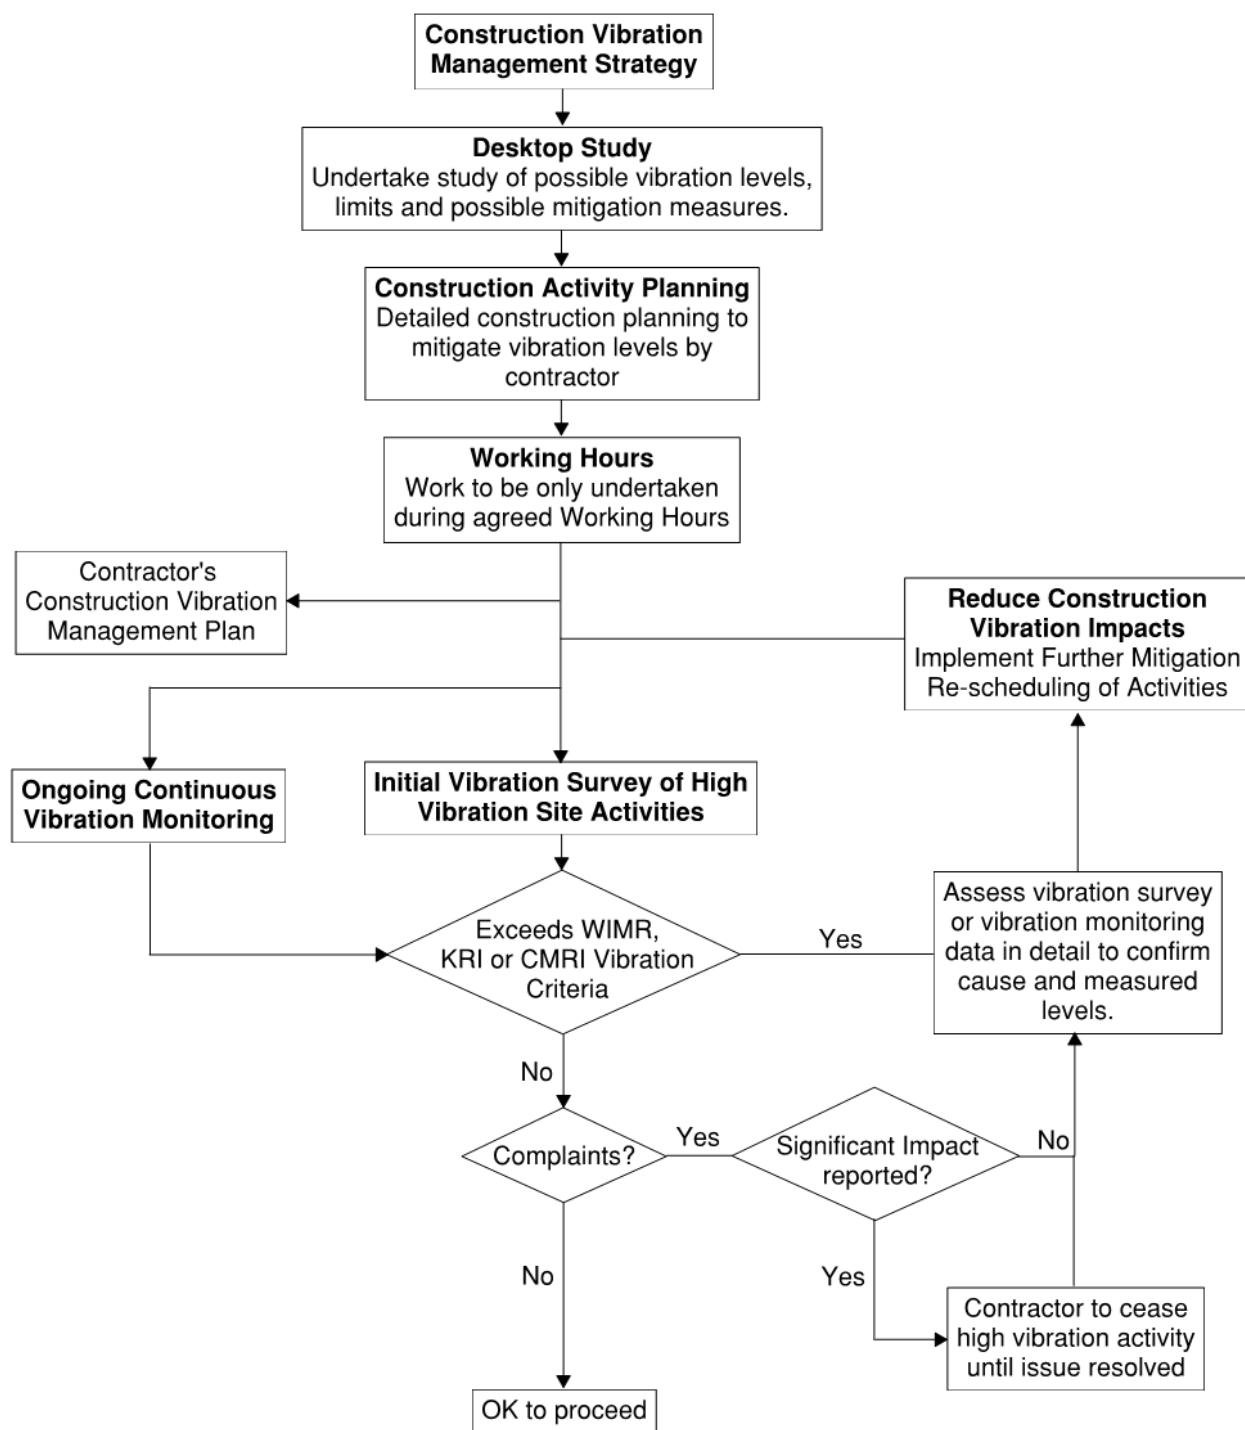 Construction Vibration
Management Strategy
Desktop Study
Undertake study of possible vibration levels,
limits and possible mitigation measures.
Construction Activity Planning
Detailed construction planning to
mitigate vibration levels by
contractor
Working Hours
Work to be only undertaken
during agreed Working Hours
Contractor's
Construction Vibration
Management Plan
Reduce Construction
Vibration Impacts
Implement Further Mitigation
Re-scheduling of Activities
Ongoing Continuous
Vibration Monitoring
Initial Vibration Survey of High
Vibration Site Activities
Exceeds WIMR,
KRI or CMRI Vibration
Criteria
Yes
Assess vibration survey
or vibration monitoring
data in detail to confirm
cause and measured
levels.
No
Complaints?
Yes
Significant Impact
reported?
No
No
Yes
Contractor to cease
high vibration activity
until issue resolved
OK to proceed